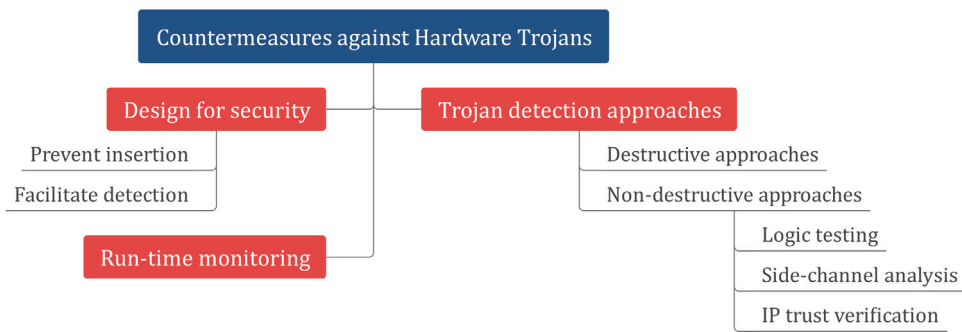 Countermeasures against Hardware Trojans
Design for security
Trojan detection approaches
Prevent insertion
Destructive approaches
Facilitate detection
Non-destructive approaches
Logic testing
Run-time monitoring
Side-channel analysis
IP trust verification